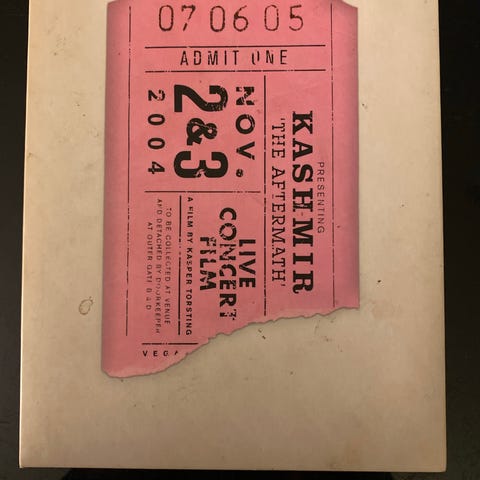 07 06 05
ADMIT ONE
PRESENTING
KASHMIR
'THE AFTERMATH'
NOV.
2&3
2004
LIVE
CONCERT
FILM
A FILM BY KASPER TORSTING
TO BE COLLECTED AT VENUE
AND DETACHED BY DOORKEEPER
AT OUTER GATE B & D
VEGA